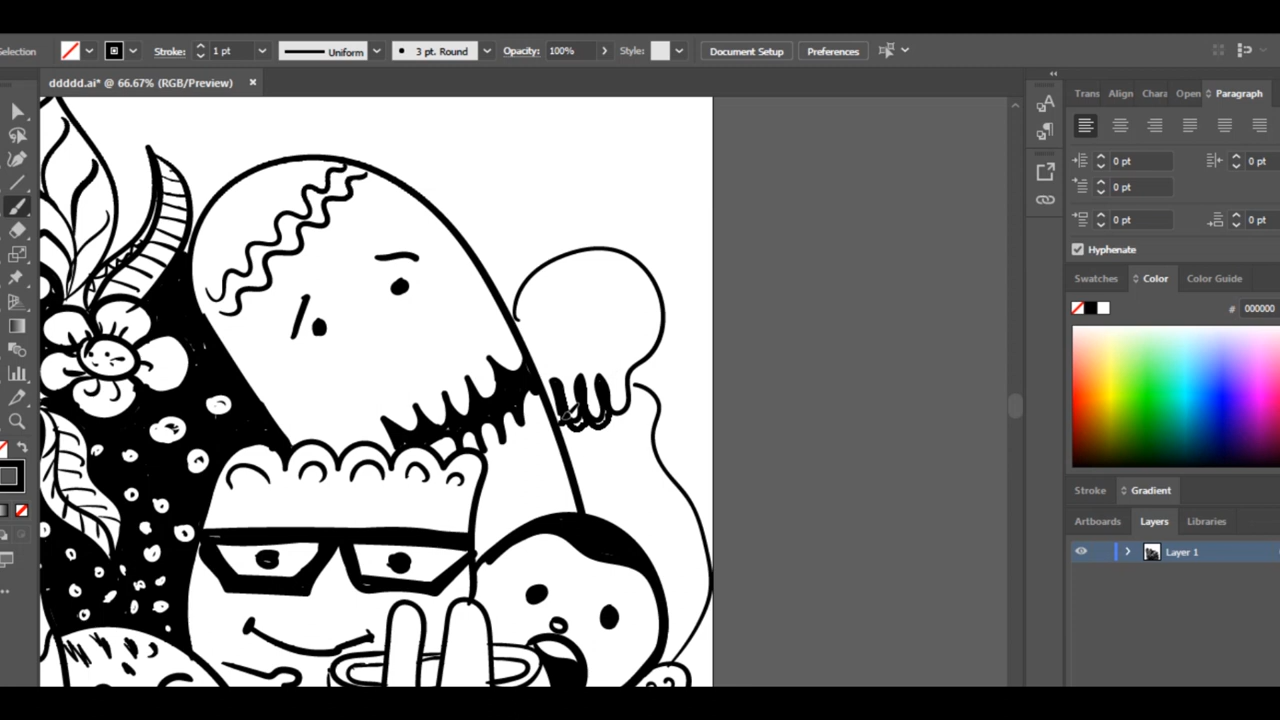 Selection Stroke: 1 pt Uniform 3 pt. Round Opacity: 100% Style: Document Setup Preferences
ddddd.ai* @ 66.67% (RGB/Preview) ×
Trans Align Chara Open Paragraph
0 pt 0 pt
0 pt
0 pt 0 pt
Hyphenate
Swatches Color Color Guide
# 000000
Stroke Gradient
Artboards Layers Libraries
Layer 1